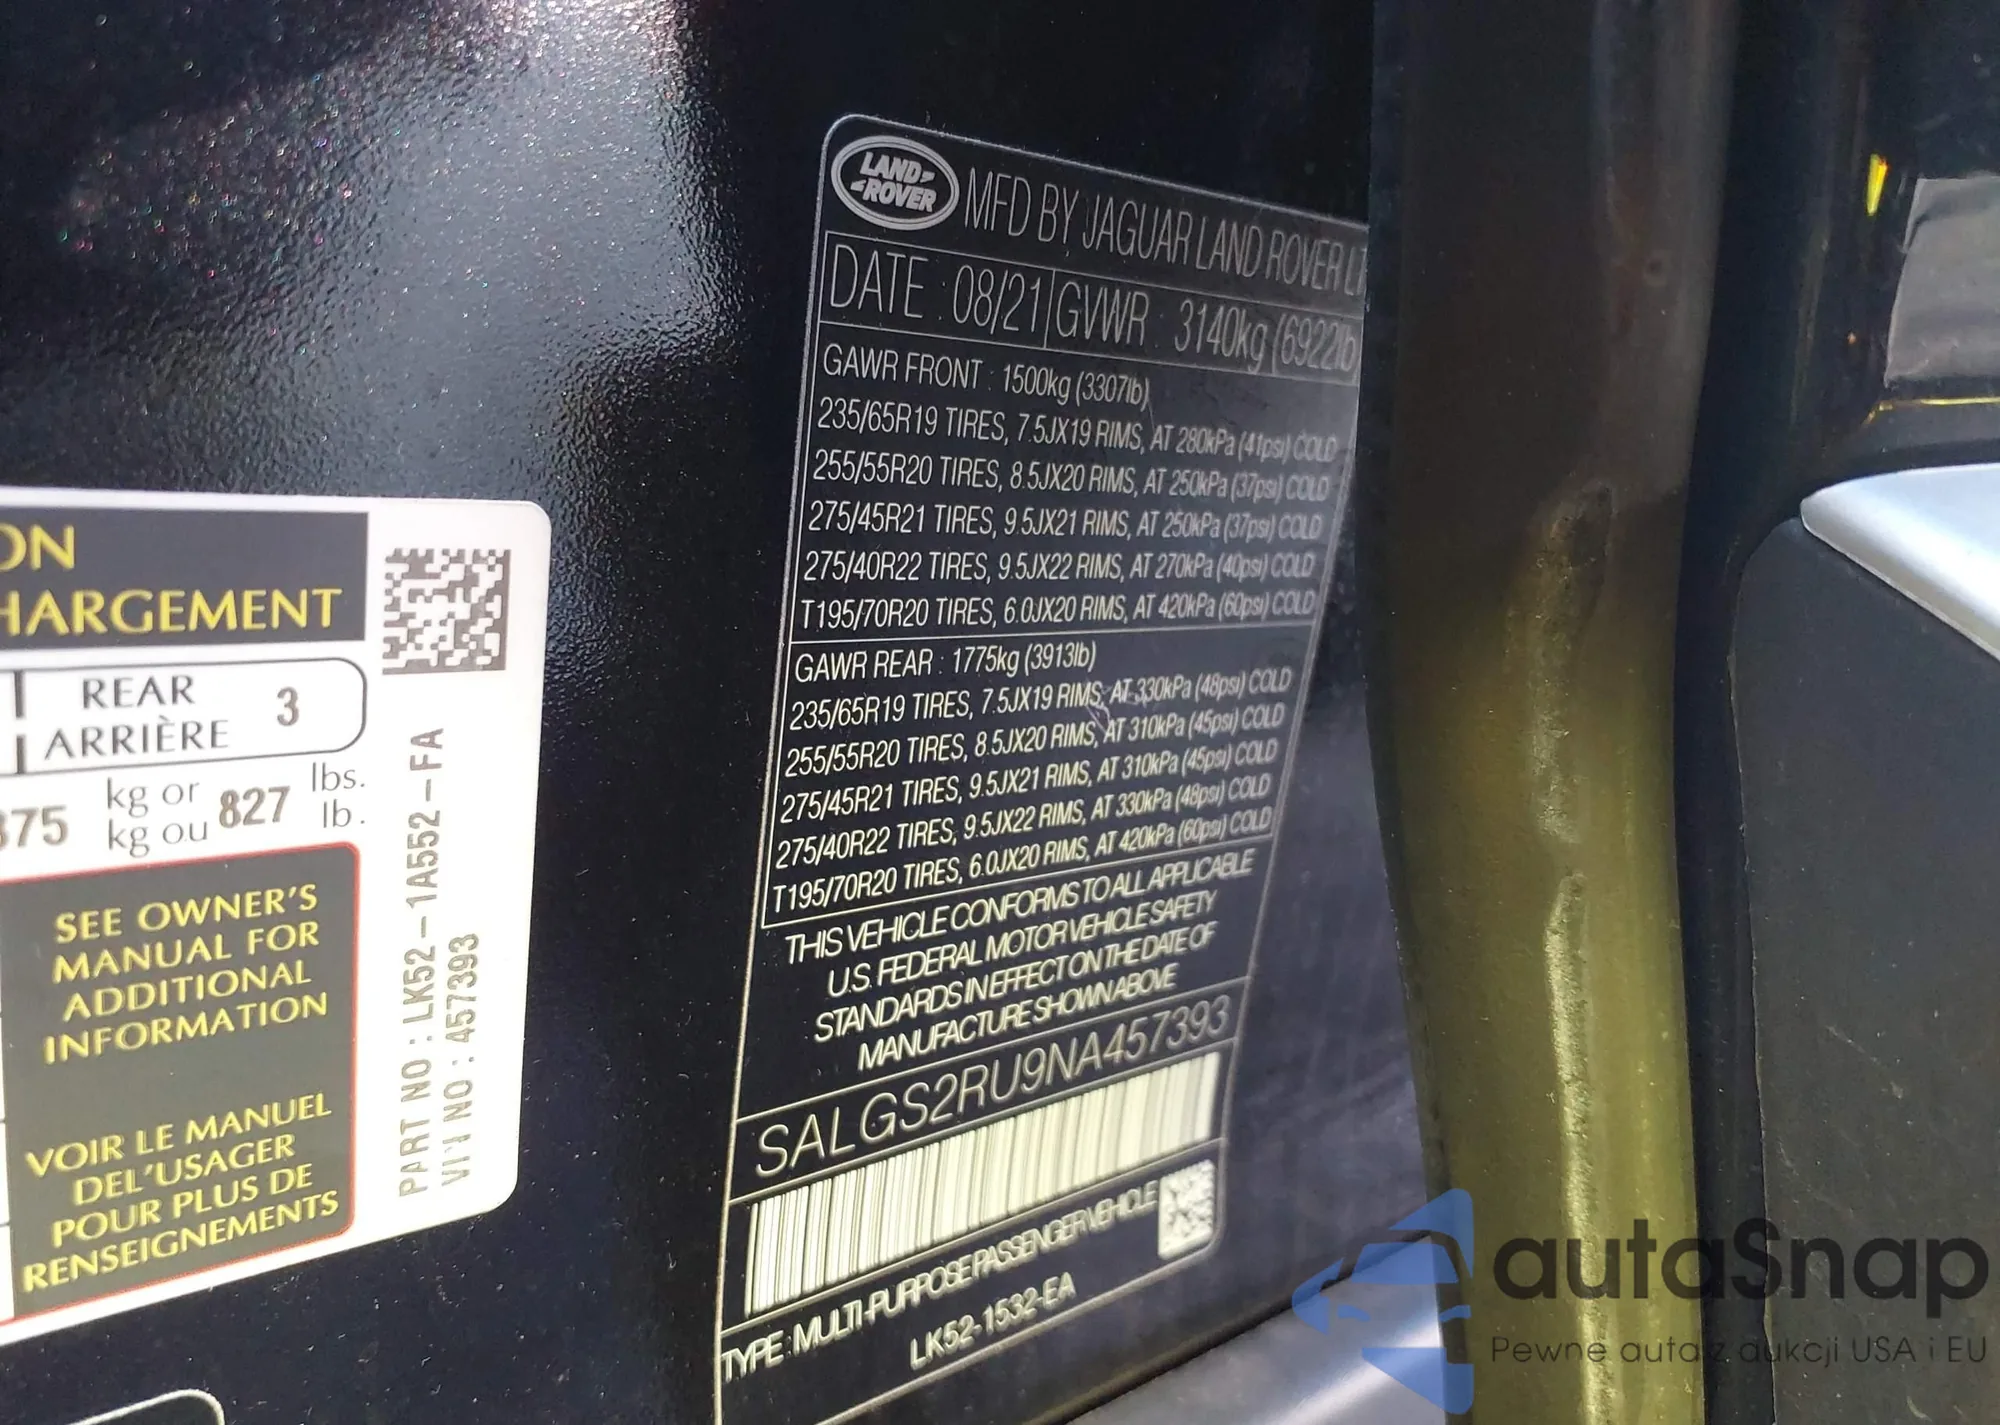 ON
HARGEMENT
REAR
ARRIÈRE
3
375
kg or
kg ou
827
lbs.
lb.
SEE OWNER'S
MANUAL FOR
ADDITIONAL
INFORMATION
VOIR LE MANUEL
DEL'USAGER
POUR PLUS DE
RENSEIGNEMENTS
PART NO : LK52-1A552-FA
VIN NO : 457393
LAND
ROVER
MFD BY JAGUAR LAND ROVER
DATE : 08/21 GVWR : 3140kg (6922lb
GAWR FRONT : 1500kg (3307lb)
235/65R19 TIRES, 7.5JX19 RIMS, AT 280kPa (41psi) COLD
255/55R20 TIRES, 8.5JX20 RIMS, AT 250kPa (37psi) COLD
275/45R21 TIRES, 9.5JX21 RIMS, AT 250kPa (37psi) COLD
275/40R22 TIRES, 9.5JX22 RIMS, AT 270kPa (40psi) COLD
T195/70R20 TIRES, 6.0JX20 RIMS, AT 420kPa (60psi) COLD
GAWR REAR : 1775kg (3913lb)
235/65R19 TIRES, 7.5JX19 RIMS, AT 330kPa (48psi) COLD
255/55R20 TIRES, 8.5JX20 RIMS, AT 310kPa (45psi) COLD
275/45R21 TIRES, 9.5JX21 RIMS, AT 310kPa (45psi) COLD
275/40R22 TIRES, 9.5JX22 RIMS, AT 330kPa (48psi) COLD
T195/70R20 TIRES, 6.0JX20 RIMS, AT 420kPa (60psi) COLD
THIS VEHICLE CONFORMS TO ALL APPLICABLE
U.S. FEDERAL MOTOR VEHICLE SAFETY
STANDARDS IN EFFECT ON THE DATE OF
MANUFACTURE SHOWN ABOVE
SALGS2RU9NA457393
TYPE : MULTI-PURPOSE PASSENGER VEHICLE
LK52-1532-EA
autaSnap
Pewne auta z aukcji USA i EU